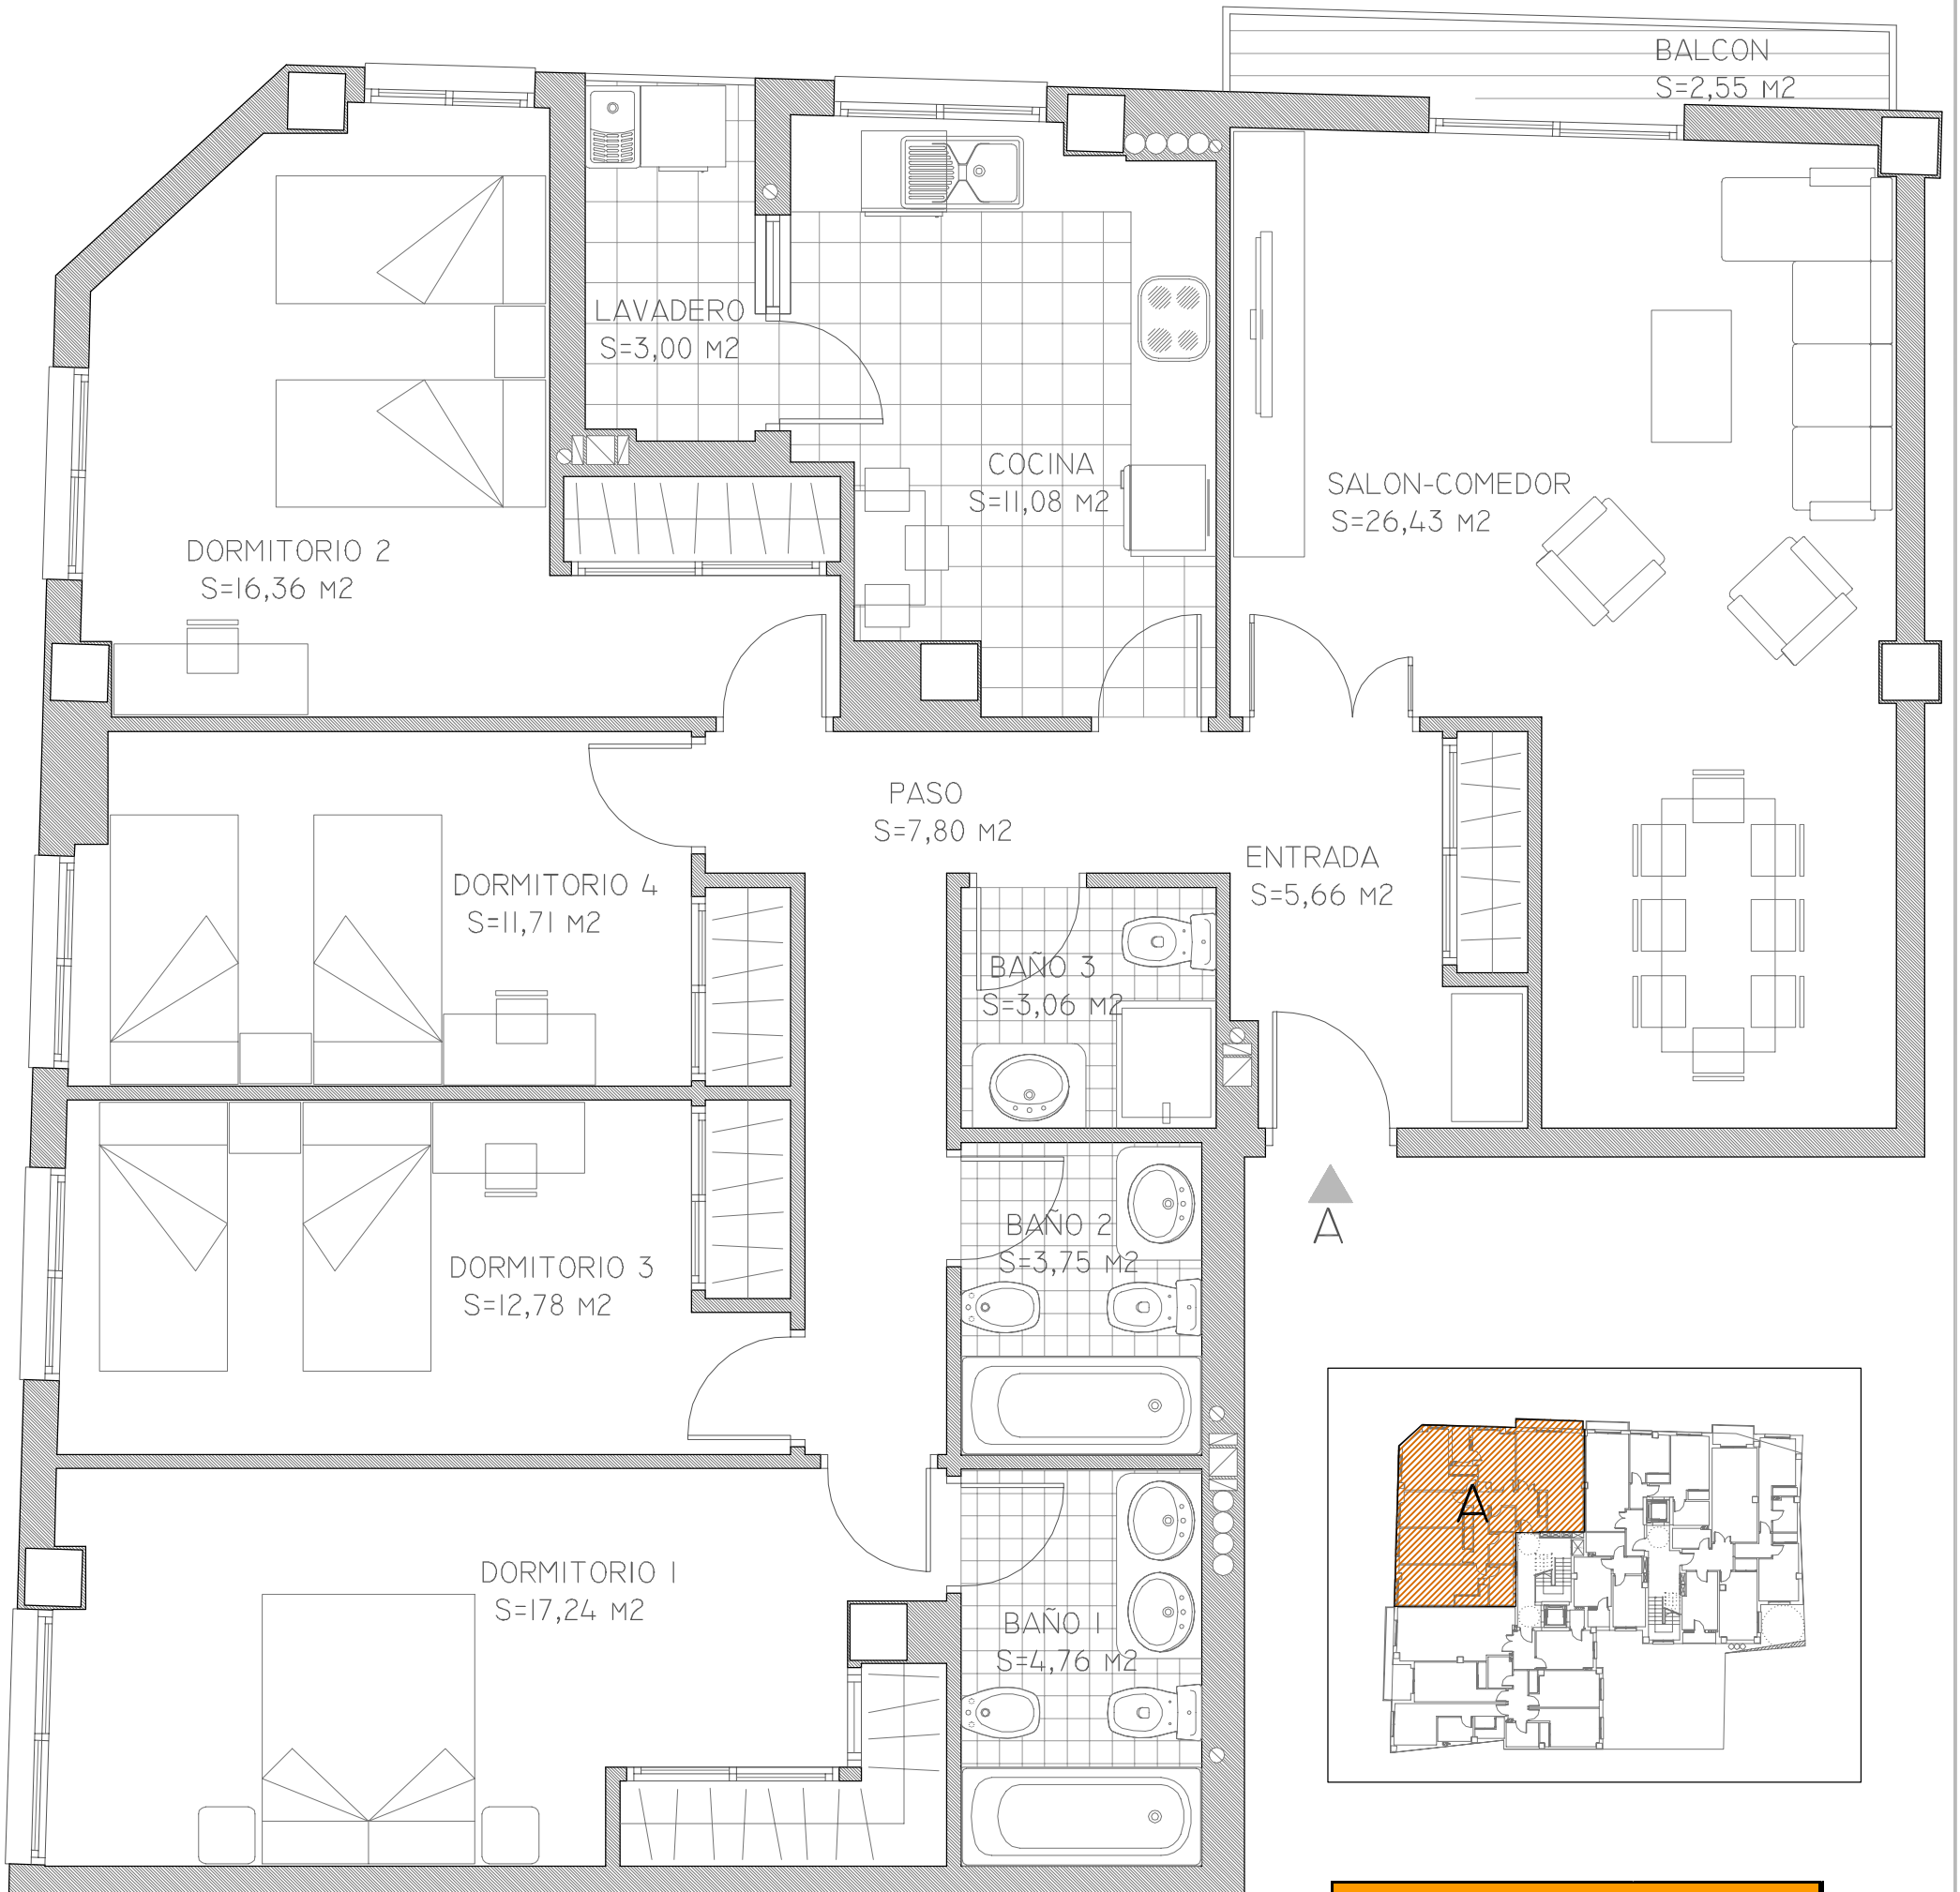 BALCON
S=2,55 M2
LAVADERO
S=3,00 M2
COCINA
S=11,08 M2
SALON-COMEDOR
S=26,43 M2
DORMITORIO 2
S=16,36 M2
PASO
S=7,80 M2
ENTRADA
S=5,66 M2
DORMITORIO 4
S=11,71 M2
BAÑO 3
S=3,06 M2
A
BAÑO 2
S=3,75 M2
DORMITORIO 3
S=12,78 M2
A
DORMITORIO 1
S=17,24 M2
BAÑO 1
S=4,76 M2